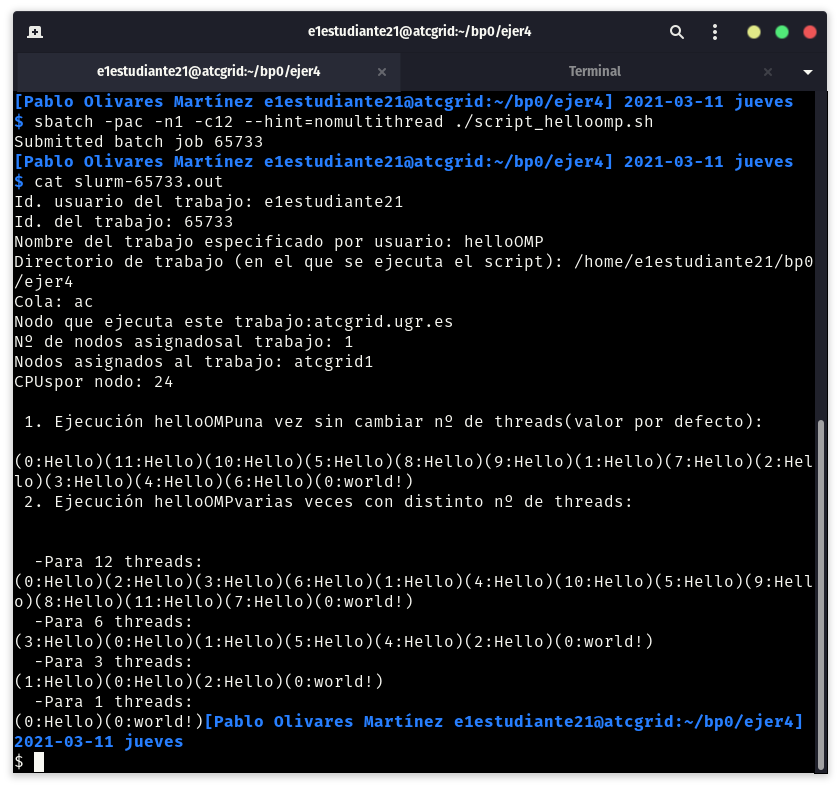 e1estudiante21@atcgrid:~/bp0/ejer4
e1estudiante21@atcgrid:~/bp0/ejer4 × Terminal ×
[Pablo Olivares Martínez e1estudiante21@atcgrid:~/bp0/ejer4] 2021-03-11 jueves
$ sbatch -pac -n1 -c12 --hint=nomultithread ./script_helloomp.sh
Submitted batch job 65733
[Pablo Olivares Martínez e1estudiante21@atcgrid:~/bp0/ejer4] 2021-03-11 jueves
$ cat slurm-65733.out
Id. usuario del trabajo: e1estudiante21
Id. del trabajo: 65733
Nombre del trabajo especificado por usuario: helloOMP
Directorio de trabajo (en el que se ejecuta el script): /home/e1estudiante21/bp0
/ejer4
Cola: ac
Nodo que ejecuta este trabajo:atcgrid.ugr.es
Nº de nodos asignadosal trabajo: 1
Nodos asignados al trabajo: atcgrid1
CPUspor nodo: 24
1. Ejecución helloOMPuna vez sin cambiar nº de threads(valor por defecto):
(0:Hello)(11:Hello)(10:Hello)(5:Hello)(8:Hello)(9:Hello)(1:Hello)(7:Hello)(2:Hel
lo)(3:Hello)(4:Hello)(6:Hello)(0:world!)
2. Ejecución helloOMPvarias veces con distinto nº de threads:
-Para 12 threads:
(0:Hello)(2:Hello)(3:Hello)(6:Hello)(1:Hello)(4:Hello)(10:Hello)(5:Hello)(9:Hell
o)(8:Hello)(11:Hello)(7:Hello)(0:world!)
-Para 6 threads:
(3:Hello)(0:Hello)(1:Hello)(5:Hello)(4:Hello)(2:Hello)(0:world!)
-Para 3 threads:
(1:Hello)(0:Hello)(2:Hello)(0:world!)
-Para 1 threads:
(0:Hello)(0:world!)[Pablo Olivares Martínez e1estudiante21@atcgrid:~/bp0/ejer4]
2021-03-11 jueves
$